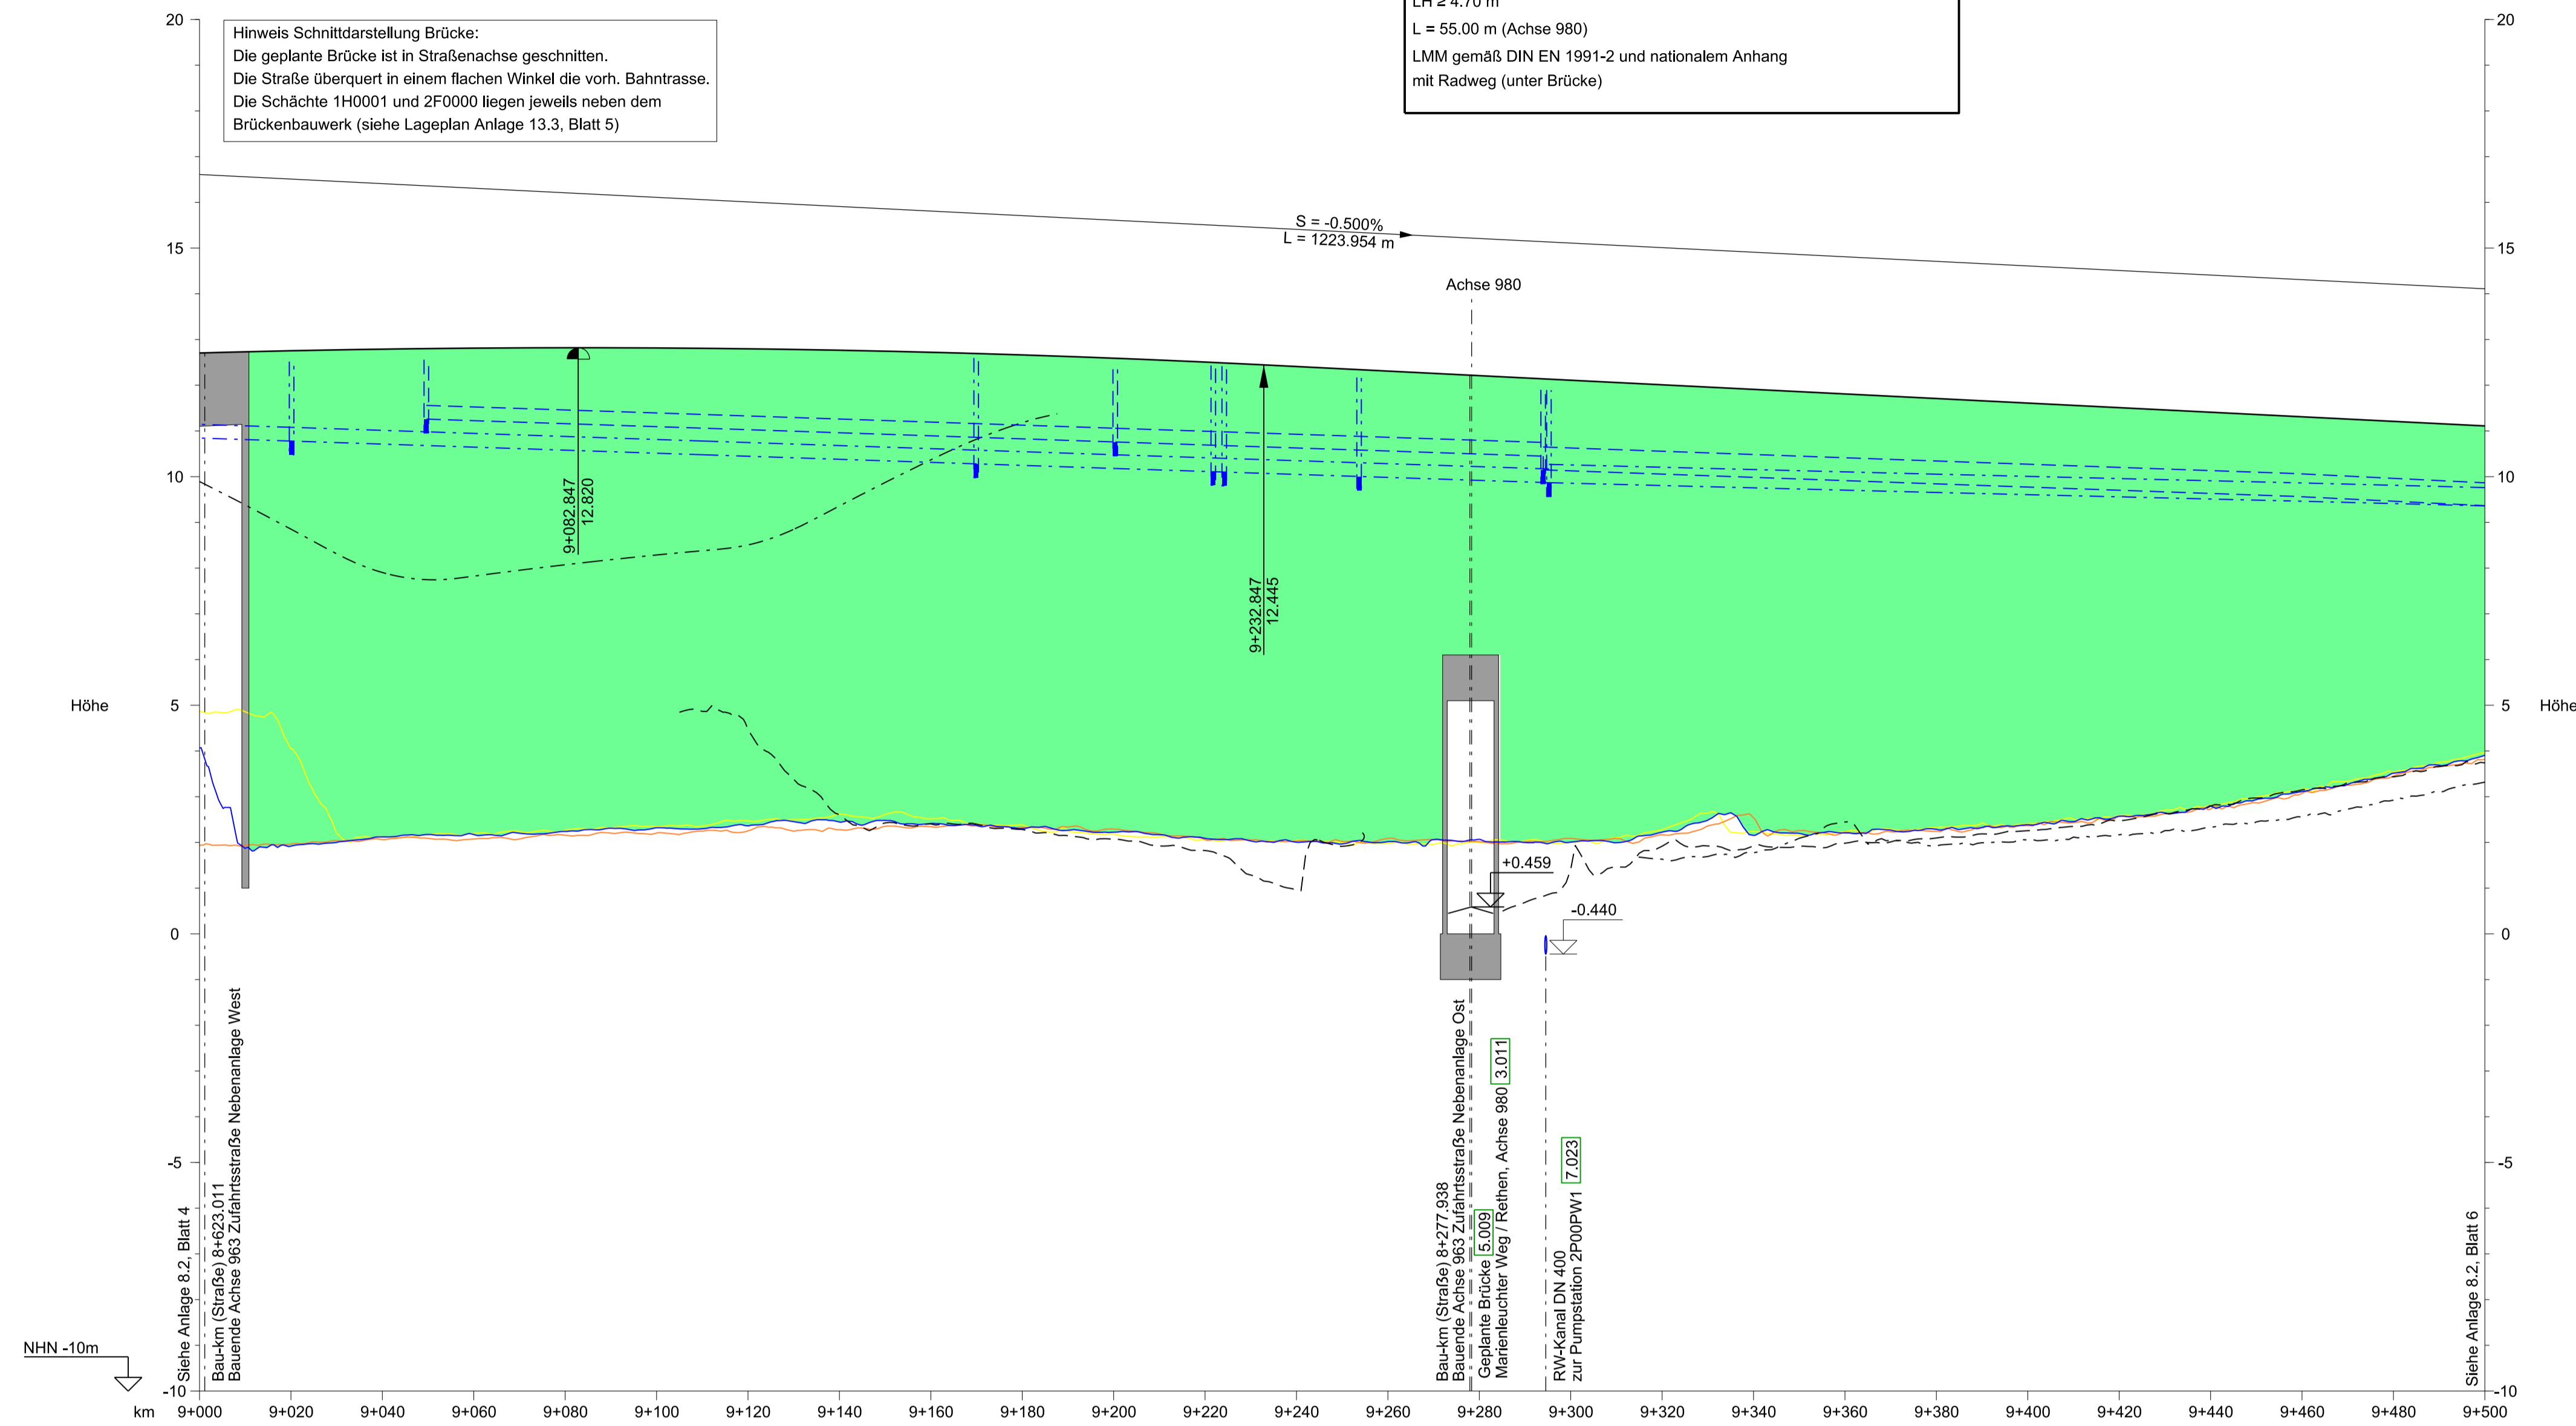 LH ≥ 4.70 m
L = 55.00 m (Achse 980)
LMM gemäß DIN EN 1991-2 und nationalem Anhang
mit Radweg (unter Brücke)
Hinweis Schnittdarstellung Brücke:
Die geplante Brücke ist in Straßenachse geschnitten.
Die Straße überquert in einem flachen Winkel die vorh. Bahntrasse.
Die Schächte 1H0001 und 2F0000 liegen jeweils neben dem
Brückenbauwerk (siehe Lageplan Anlage 13.3, Blatt 5)
20
15
10
5
0
-5
-10
Höhe
20
15
10
5
0
-5
-10
Höhe
S = -0.500%
L = 1223.954 m
Achse 980
9+082.847
12.820
9+232.847
12.445
+0.459
-0.440
Siehe Anlage 8.2, Blatt 4
Bau-km (Straße) 8+623.011
Bauende Achse 963 Zufahrtsstraße Nebenanlage West
Bau-km (Straße) 8+277.938
Bauende Achse 963 Zufahrtsstraße Nebenanlage Ost
Geplante Brücke 5.009
Marienleuchter Weg / Rethen, Achse 980 3.011
RW-Kanal DN 400
zur Pumpstation 2P00PW1 7.023
Siehe Anlage 8.2, Blatt 6
NHN -10m
km 9+000 9+020 9+040 9+060 9+080 9+100 9+120 9+140 9+160 9+180 9+200 9+220 9+240 9+260 9+280 9+300 9+320 9+340 9+360 9+380 9+400 9+420 9+440 9+460 9+480 9+500